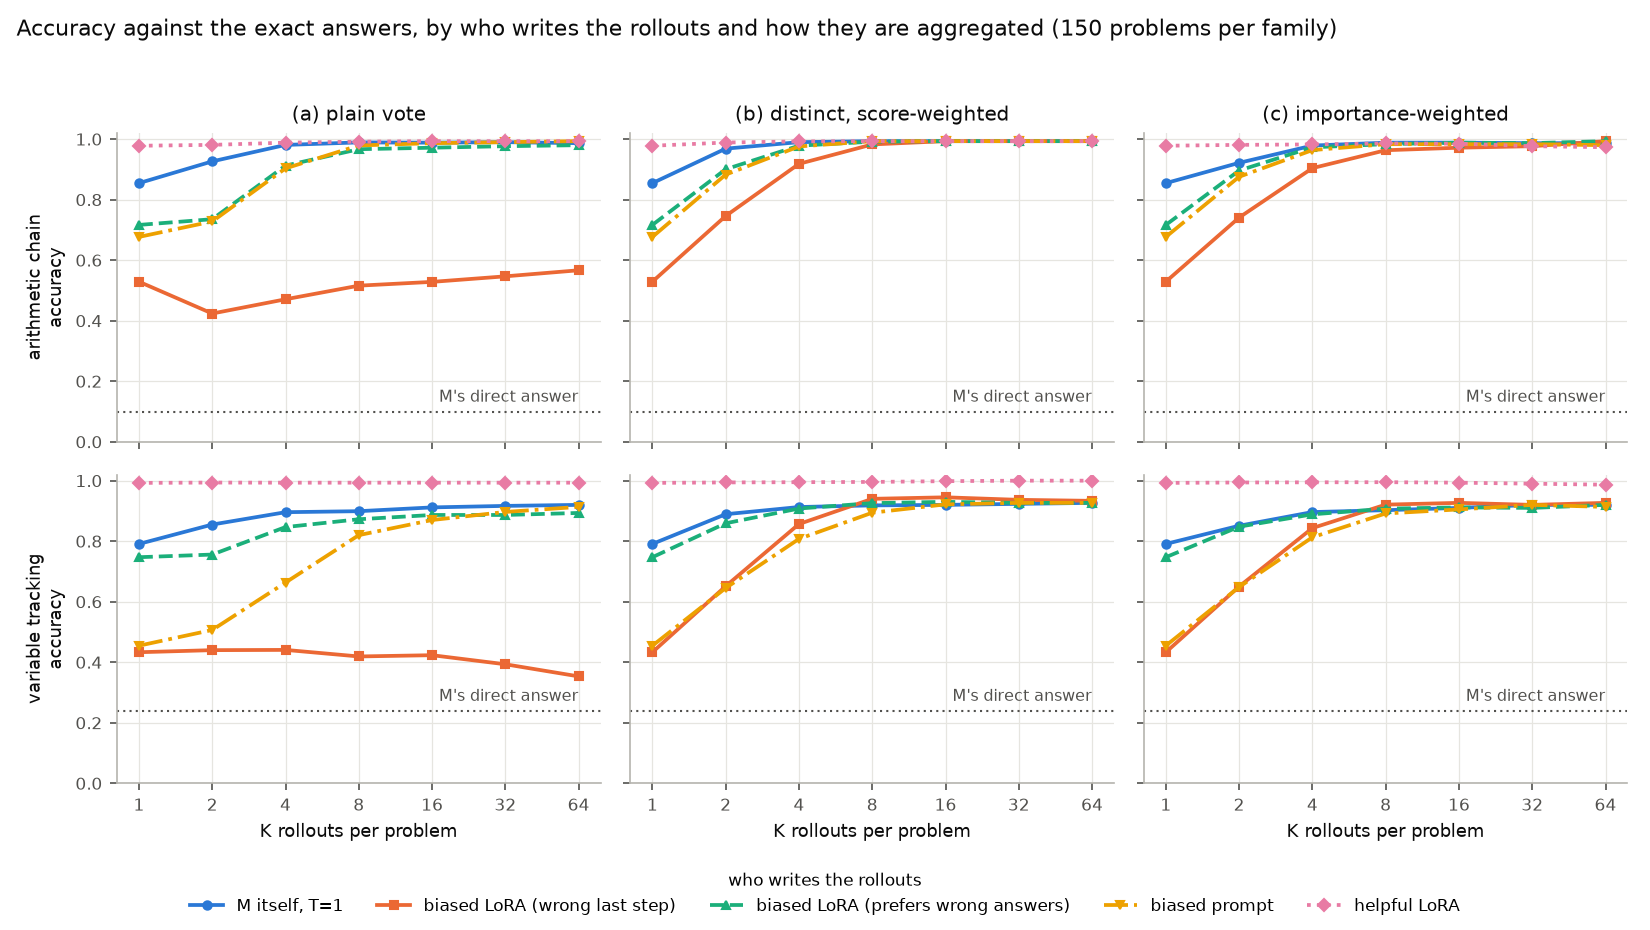 Accuracy against the exact answers, by who writes the rollouts and how they are aggregated (150 problems per family)
(a) plain vote
(b) distinct, score-weighted
(c) importance-weighted
arithmetic chain
accuracy
1.0
0.8
0.6
0.4
0.2
0.0
M's direct answer
M's direct answer
M's direct answer
variable tracking
accuracy
1.0
0.8
0.6
0.4
0.2
0.0
M's direct answer
M's direct answer
M's direct answer
1 2 4 8 16 32 64
1 2 4 8 16 32 64
1 2 4 8 16 32 64
K rollouts per problem
K rollouts per problem
K rollouts per problem
who writes the rollouts
M itself, T=1
biased LoRA (wrong last step)
biased LoRA (prefers wrong answers)
biased prompt
helpful LoRA